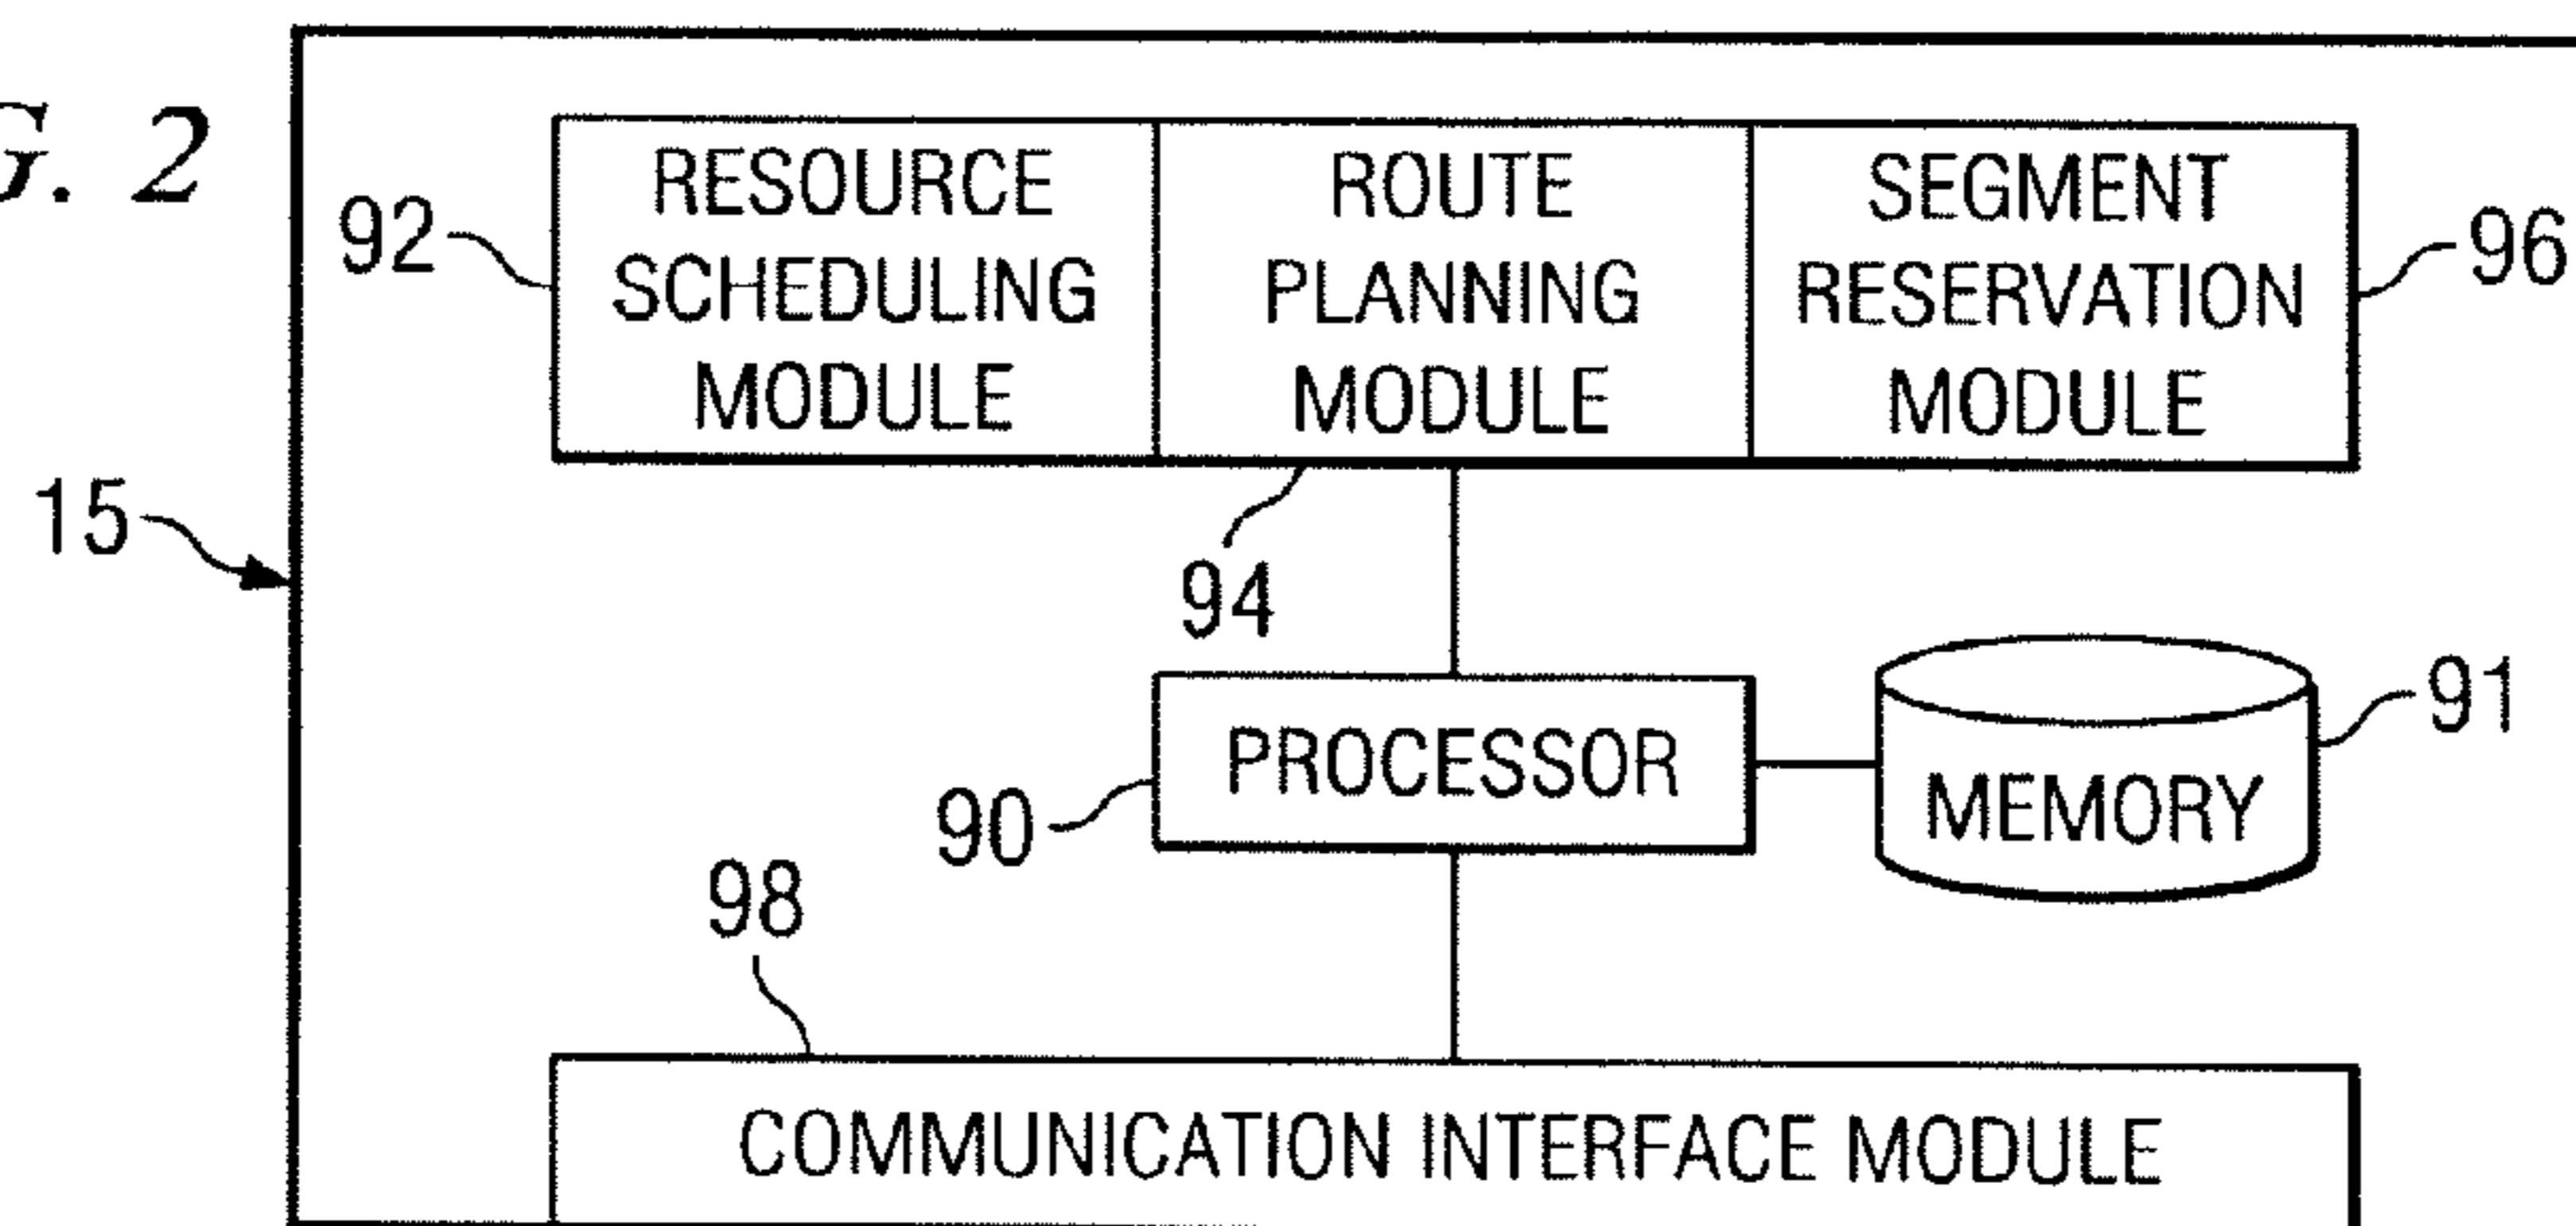 G. 2
RESOURCE
SCHEDULING
MODULE
ROUTE
PLANNING
MODULE
SEGMENT
RESERVATION
MODULE
92
96
15
94
PROCESSOR
MEMORY
91
90
98
COMMUNICATION INTERFACE MODULE